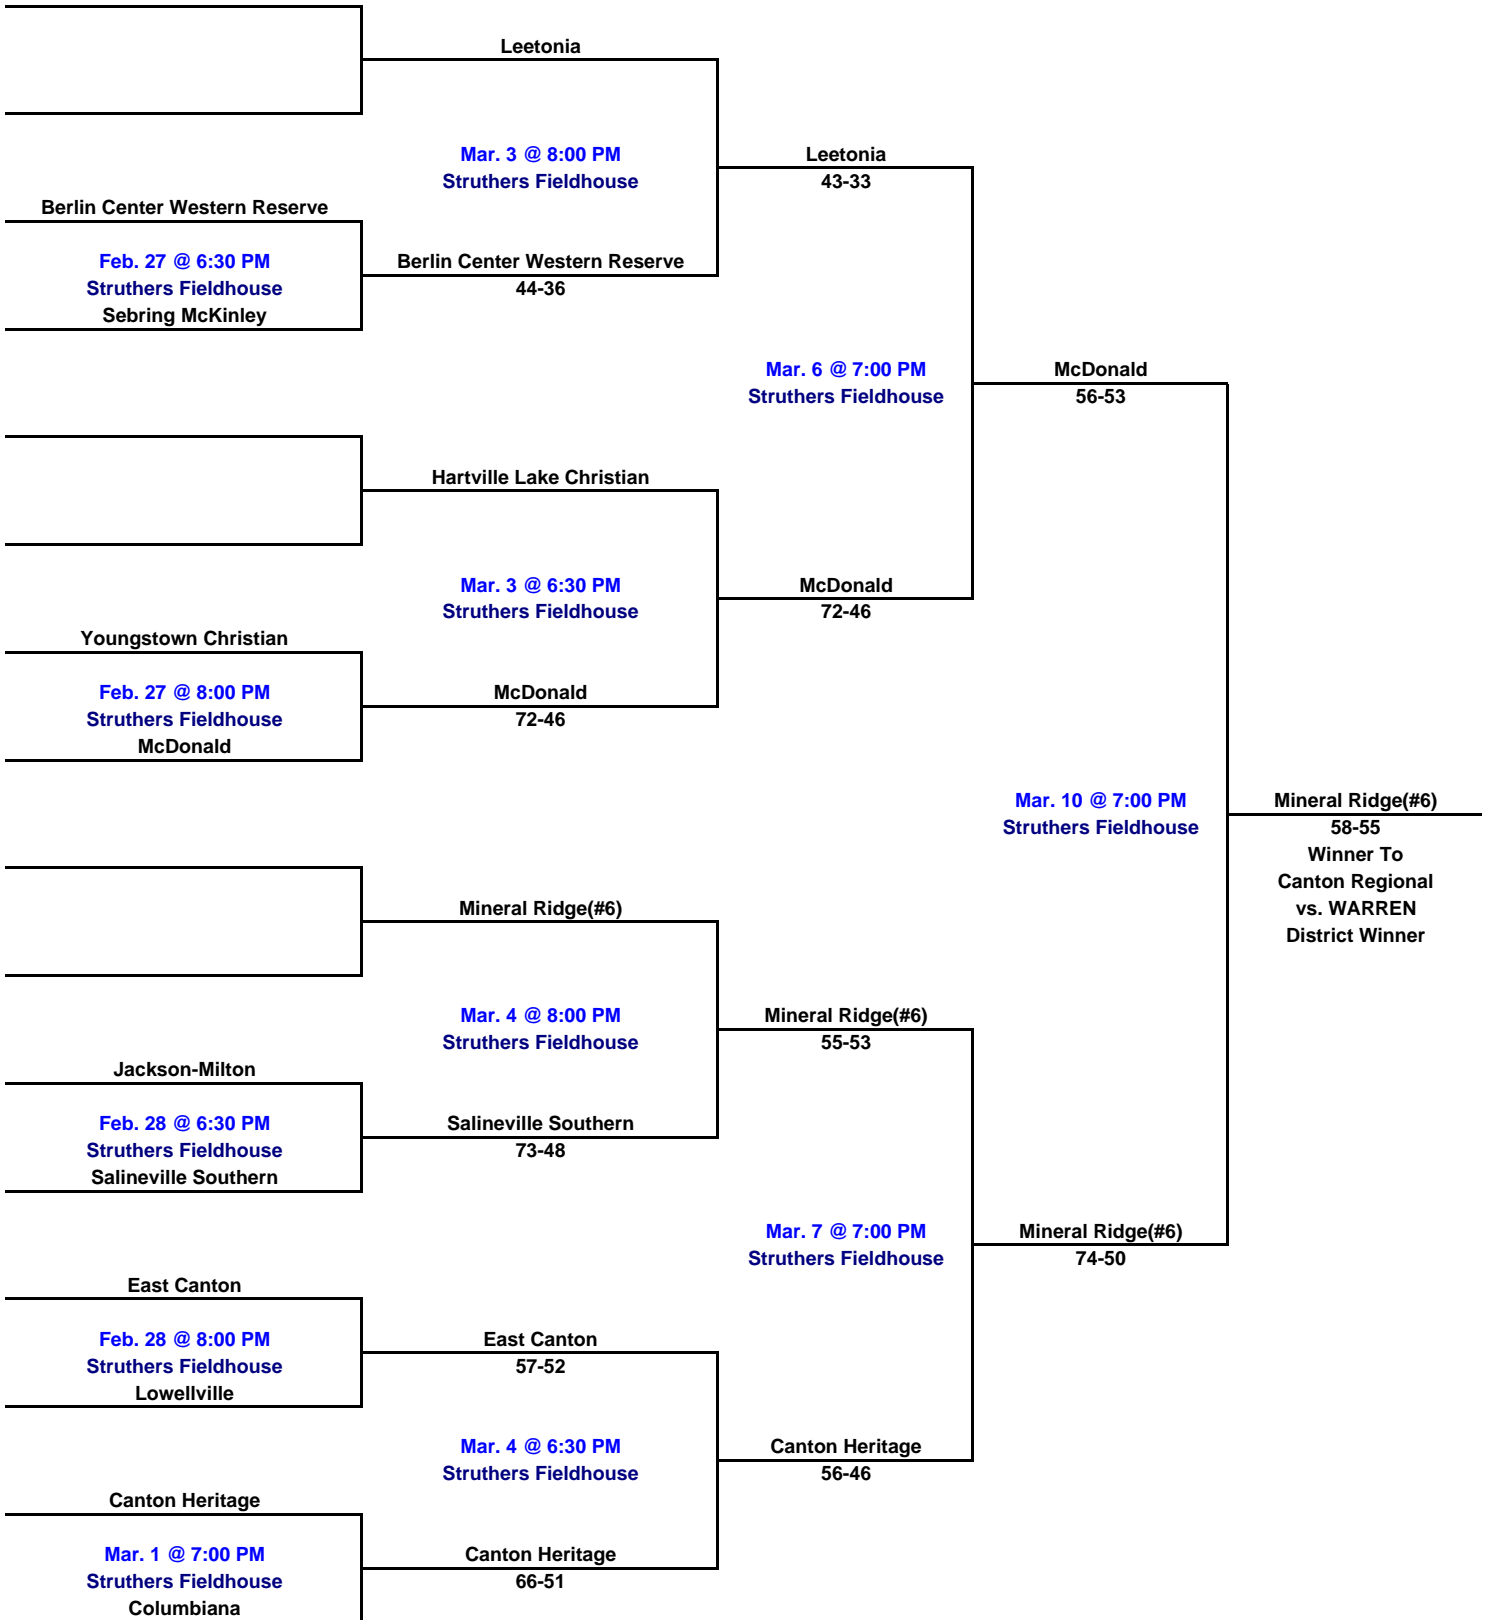 Leetonia
Mar. 3 @ 8:00 PM
Struthers Fieldhouse
Leetonia
43-33
Berlin Center Western Reserve
Feb. 27 @ 6:30 PM
Struthers Fieldhouse
Sebring McKinley
Berlin Center Western Reserve
44-36
Mar. 6 @ 7:00 PM
Struthers Fieldhouse
McDonald
56-53
Hartville Lake Christian
Mar. 3 @ 6:30 PM
Struthers Fieldhouse
McDonald
72-46
Youngstown Christian
Feb. 27 @ 8:00 PM
Struthers Fieldhouse
McDonald
McDonald
72-46
Mar. 10 @ 7:00 PM
Struthers Fieldhouse
Mineral Ridge(#6)
58-55
Winner To
Canton Regional
vs. WARREN
District Winner
Mineral Ridge(#6)
Mar. 4 @ 8:00 PM
Struthers Fieldhouse
Mineral Ridge(#6)
55-53
Jackson-Milton
Feb. 28 @ 6:30 PM
Struthers Fieldhouse
Salineville Southern
Salineville Southern
73-48
Mar. 7 @ 7:00 PM
Struthers Fieldhouse
Mineral Ridge(#6)
74-50
East Canton
Feb. 28 @ 8:00 PM
Struthers Fieldhouse
Lowellville
East Canton
57-52
Mar. 4 @ 6:30 PM
Struthers Fieldhouse
Canton Heritage
56-46
Canton Heritage
Mar. 1 @ 7:00 PM
Struthers Fieldhouse
Columbiana
Canton Heritage
66-51